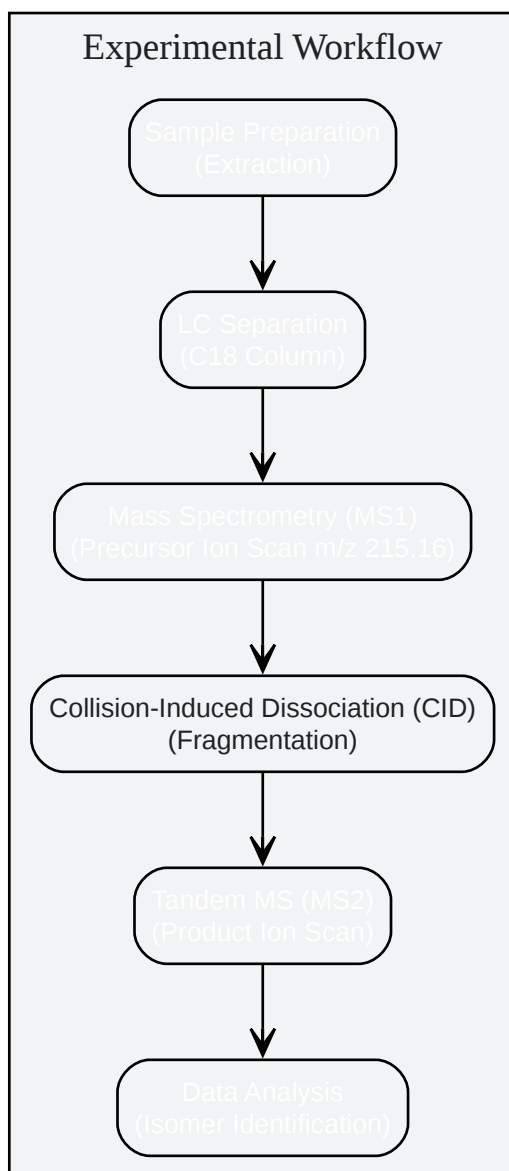 Experimental Workflow
Sample Preparation
(Extraction)
LC Separation
(C18 Column)
Mass Spectrometry (MS1)
(Precursor Ion Scan m/z 215.16)
Collision-Induced Dissociation (CID)
(Fragmentation)
Tandem MS (MS2)
(Product Ion Scan)
Data Analysis
(Isomer Identification)